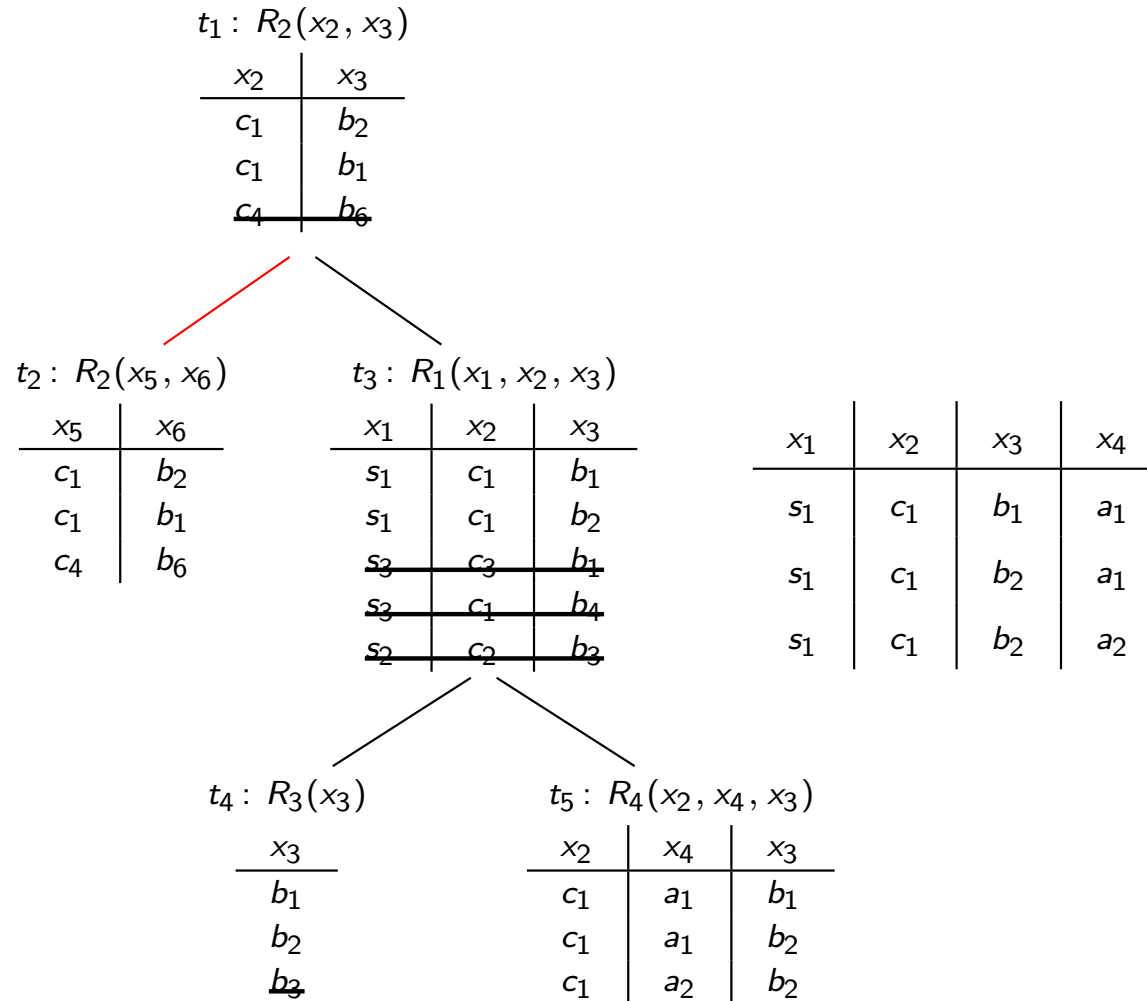 t₁ : R₂(x₂, x₃)
x₂ x₃
c₁ b₂
c₁ b₁
c₄ b₆
t₂ : R₂(x₅, x₆)
x₅ x₆
c₁ b₂
c₁ b₁
c₄ b₆
t₃ : R₁(x₁, x₂, x₃)
x₁ x₂ x₃
s₁ c₁ b₁
s₁ c₁ b₂
s₃ c₃ b₁
s₃ c₁ b₄
s₂ c₂ b₃
x₁ x₂ x₃ x₄
s₁ c₁ b₁ a₁
s₁ c₁ b₂ a₁
s₁ c₁ b₂ a₂
t₄ : R₃(x₃)
x₃
b₁
b₂
b₃
t₅ : R₄(x₂, x₄, x₃)
x₂ x₄ x₃
c₁ a₁ b₁
c₁ a₁ b₂
c₁ a₂ b₂